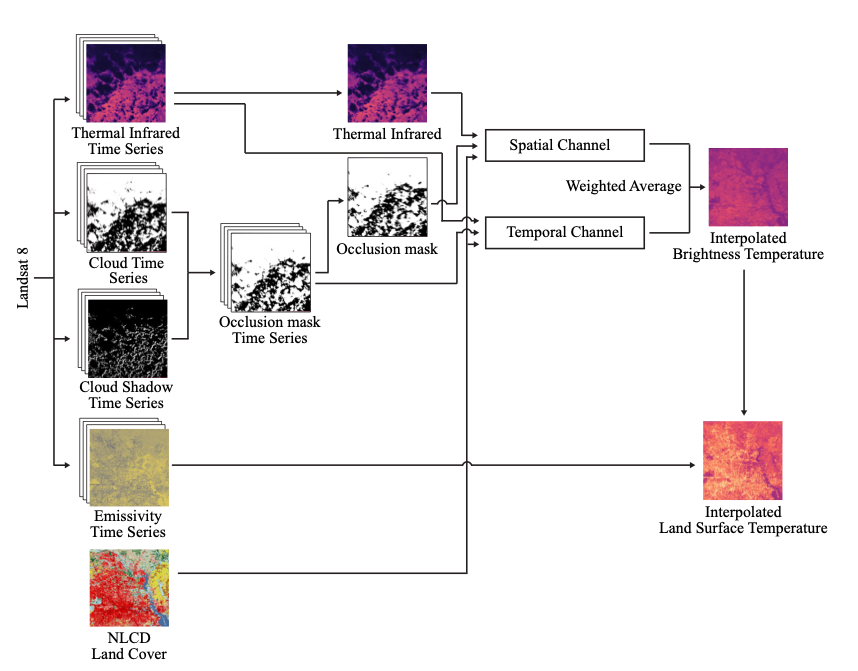 Landsat 8
Thermal Infrared
Time Series
Thermal Infrared
Cloud Time
Series
Occlusion mask
Occlusion mask
Time Series
Cloud Shadow
Time Series
Spatial Channel
Weighted Average
Temporal Channel
Interpolated
Brightness Temperature
Emissivity
Time Series
Interpolated
Land Surface Temperature
NLCD
Land Cover